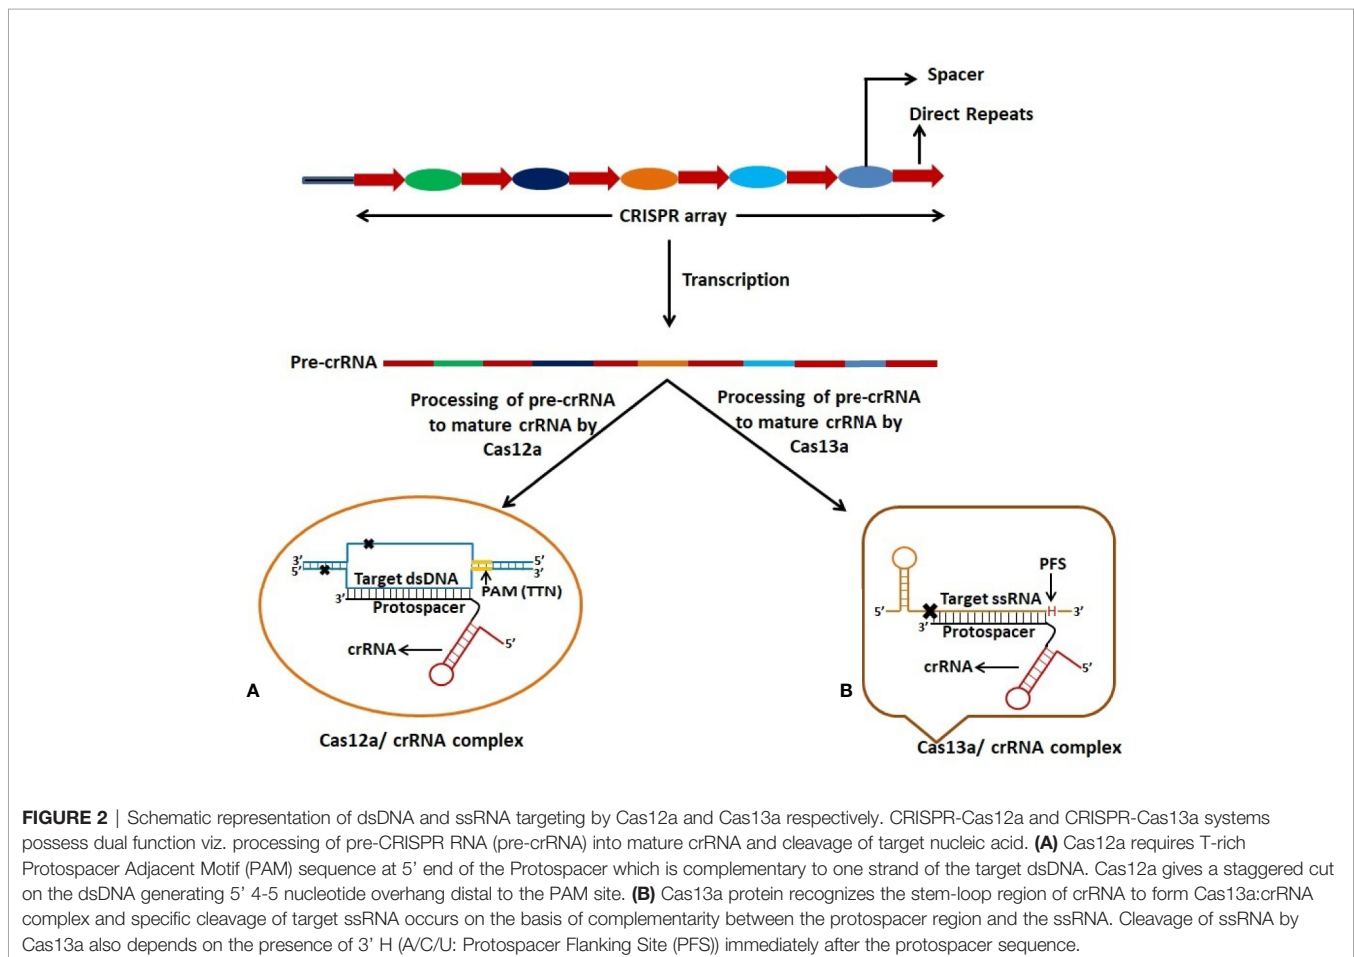 Spacer
Direct Repeats
CRISPR array
Transcription
Pre-crRNA
Processing of pre-crRNA
to mature crRNA by
Cas12a
Processing of pre-crRNA
to mature crRNA by
Cas13a
3’
5’
5’
3’
Target dsDNA
PAM (TTN)
3’
Protospacer
5’
crRNA
A
Cas12a/ crRNA complex
PFS
Target ssRNA
5’
H
3’
3’
Protospacer
crRNA
5’
B
Cas13a/ crRNA complex
FIGURE 2 | Schematic representation of dsDNA and ssRNA targeting by Cas12a and Cas13a respectively. CRISPR-Cas12a and CRISPR-Cas13a systems
possess dual function viz. processing of pre-CRISPR RNA (pre-crRNA) into mature crRNA and cleavage of target nucleic acid. (A) Cas12a requires T-rich
Protospacer Adjacent Motif (PAM) sequence at 5’ end of the Protospacer which is complementary to one strand of the target dsDNA. Cas12a gives a staggered cut
on the dsDNA generating 5’ 4-5 nucleotide overhang distal to the PAM site. (B) Cas13a protein recognizes the stem-loop region of crRNA to form Cas13a:crRNA
complex and specific cleavage of target ssRNA occurs on the basis of complementarity between the protospacer region and the ssRNA. Cleavage of ssRNA by
Cas13a also depends on the presence of 3’ H (A/C/U: Protospacer Flanking Site (PFS)) immediately after the protospacer sequence.